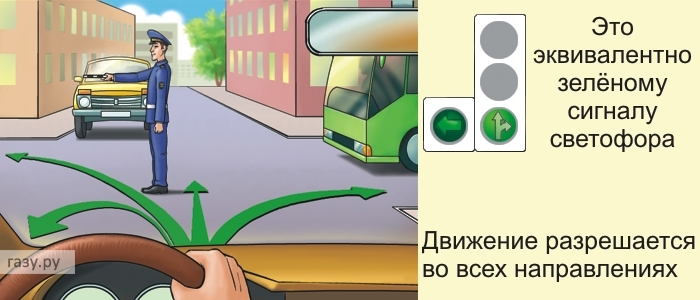 Это
эквивалентно
зелёному
сигналу
светофора
Движение разрешается
во всех направлениях
газу.ру